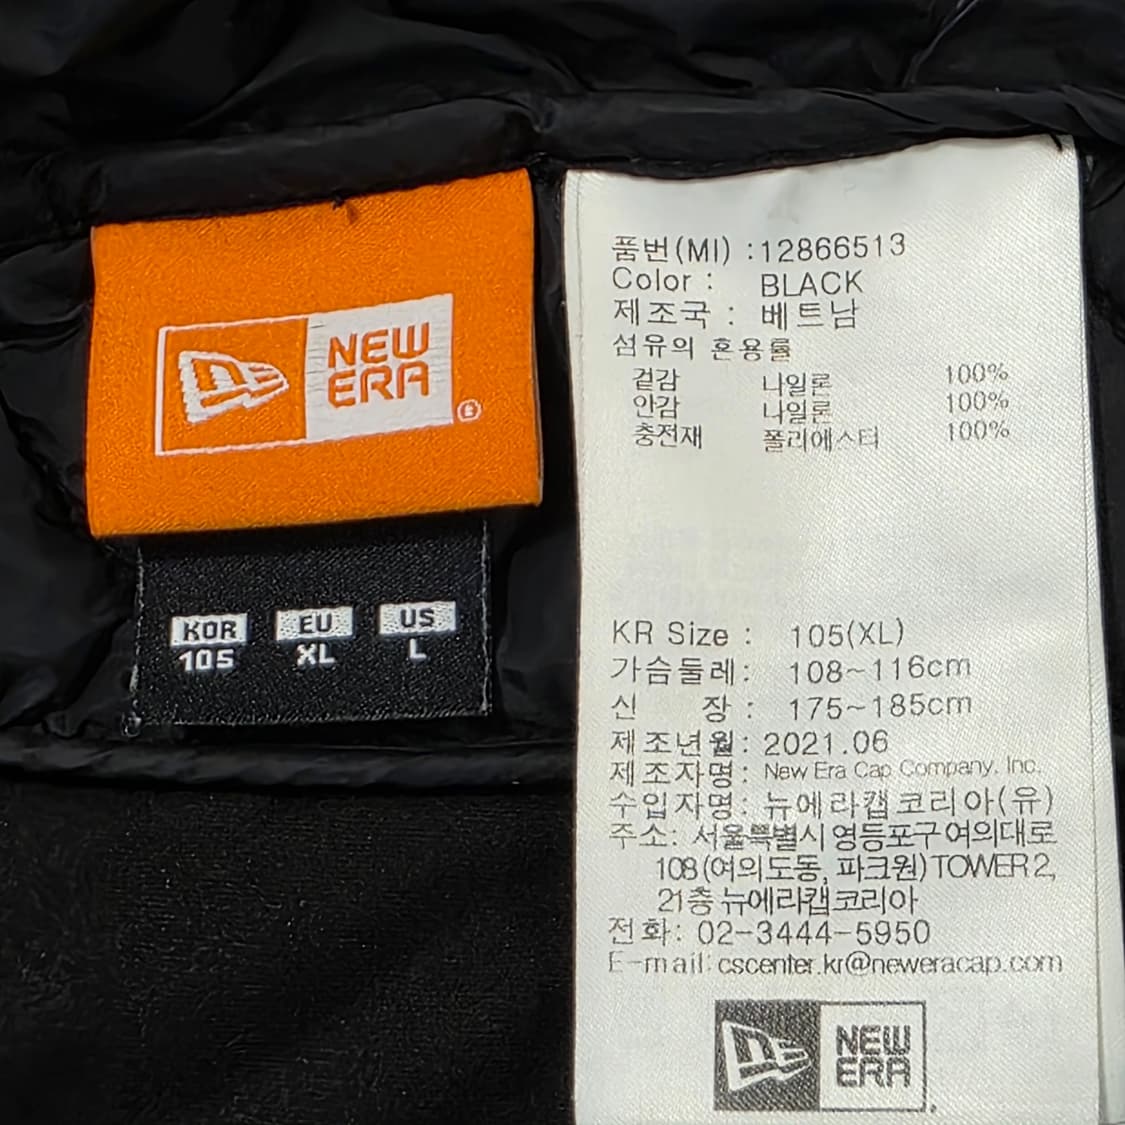 NEW
ERA
KOR EU US
105 XL L
품번(MI) :12866513
Color : BLACK
제조국 : 베트남
섬유의 혼용률
겉감 나일론 100%
안감 나일론 100%
충전재 폴리에스터 100%
KR Size : 105(XL)
가슴둘레: 108~116cm
신 장 : 175~185cm
제조년월: 2021.06
제조자명: New Era Cap Company, Inc.
수입자명: 뉴에라캡코리아(유)
주소: 서울특별시 영등포구 여의대로
108 (여의도동, 파크원) TOWER 2,
21층 뉴에라캡코리아
전화: 02-3444-5950
E-mail: cscenter.kr@neweracap.com
NEW
ERA